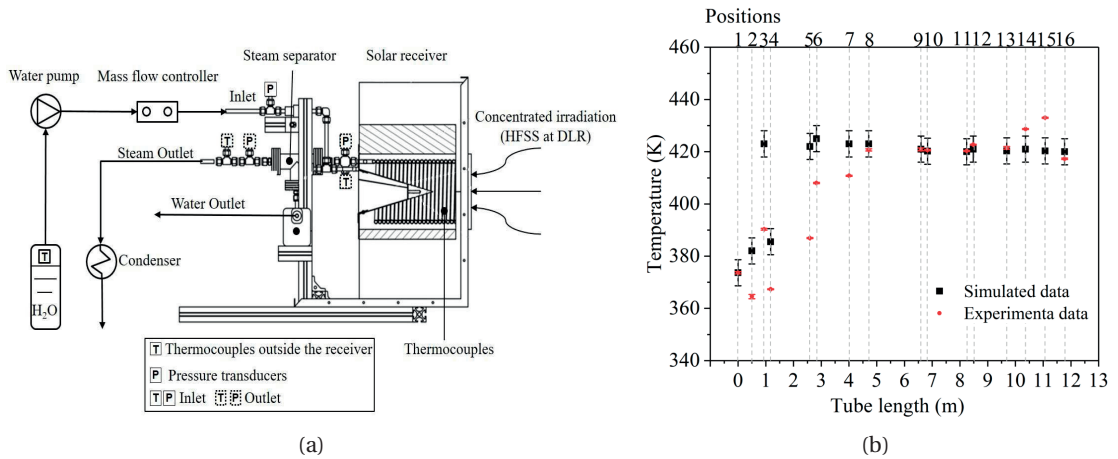 Water pump
Mass flow controller
Steam separator
Solar receiver
P
Inlet
T P
P
T
Steam Outlet
Water Outlet
Concentrated irradiation
(HFSS at DLR)
T
H2O
Condenser
Thermocouples
T Thermocouples outside the receiver
P Pressure transducers
T P Inlet T P Outlet
(a)
Positions
1 2 3 4 5 6 7 8 9 10 11 12 13 14 15 16
460
440
420
400
380
360
340
Temperature (K)
Simulated data
Experimenta data
0 1 2 3 4 5 6 7 8 9 10 11 12 13
Tube length (m)
(b)